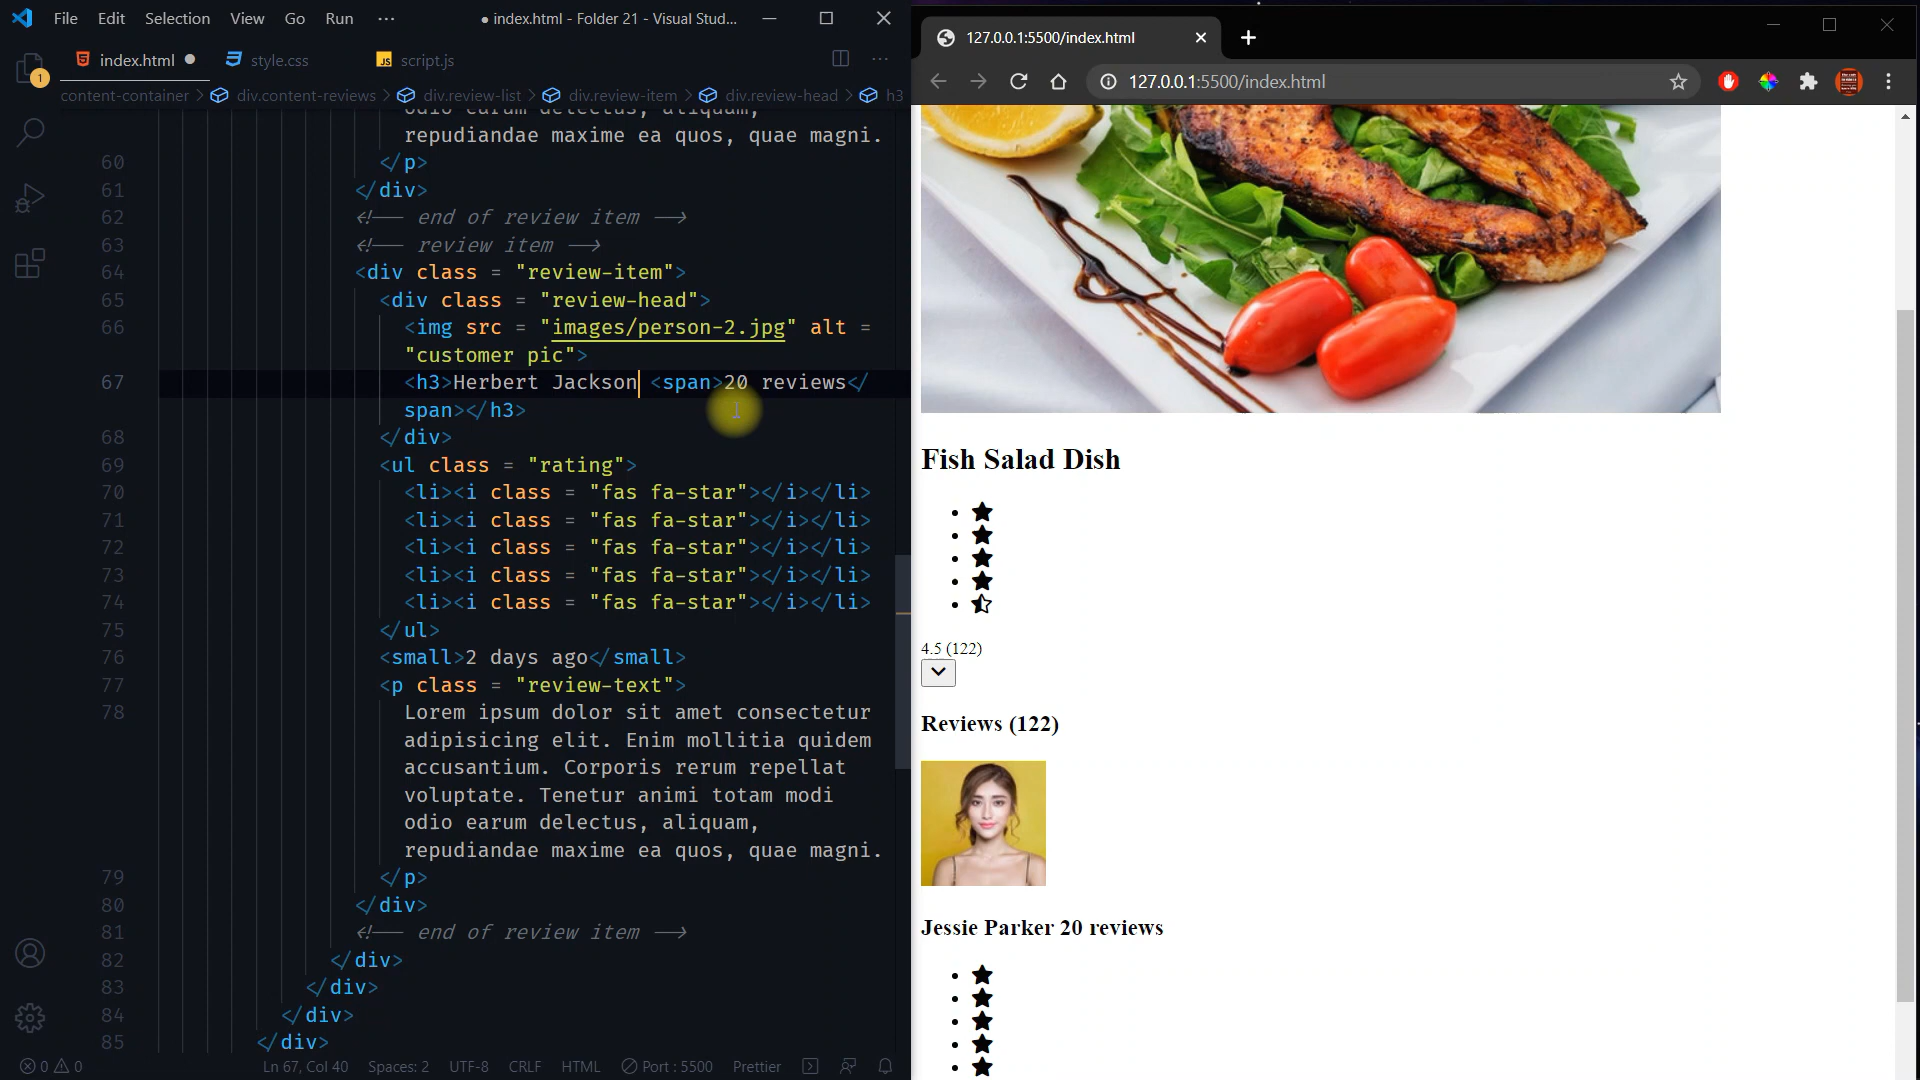 File Edit Selection View Go Run ··· ● index.html - Folder 21 - Visual Stud...
index.html ● style.css JS script.js
1
content-container > div.content-reviews > div.review-list > div.review-item > div.review-head > h3
repudiandae maxime ea quos, quae magni.
60 </p>
61 </div>
62 <!-- end of review item -->
63 <!-- review item -->
64 <div class = "review-item">
65 <div class = "review-head">
66 <img src = "images/person-2.jpg" alt =
"customer pic">
67 <h3>Herbert Jackson <span>20 reviews</
span></h3>
68 </div>
69 <ul class = "rating">
70 <li><i class = "fas fa-star"></i></li>
71 <li><i class = "fas fa-star"></i></li>
72 <li><i class = "fas fa-star"></i></li>
73 <li><i class = "fas fa-star"></i></li>
74 <li><i class = "fas fa-star"></i></li>
75 </ul>
76 <small>2 days ago</small>
77 <p class = "review-text">
78 Lorem ipsum dolor sit amet consectetur
adipisicing elit. Enim mollitia quidem
accusantium. Corporis rerum repellat
voluptate. Tenetur animi totam modi
odio earum delectus, aliquam,
repudiandae maxime ea quos, quae magni.
79 </p>
80 </div>
81 <!-- end of review item -->
82 </div>
83 </div>
84 </div>
85 </div>
0 0 Ln 67, Col 40 Spaces: 2 UTF-8 CRLF HTML Port : 5500 Prettier
127.0.0.1:5500/index.html
127.0.0.1:5500/index.html
Fish Salad Dish
4.5 (122)
Reviews (122)
Jessie Parker 20 reviews